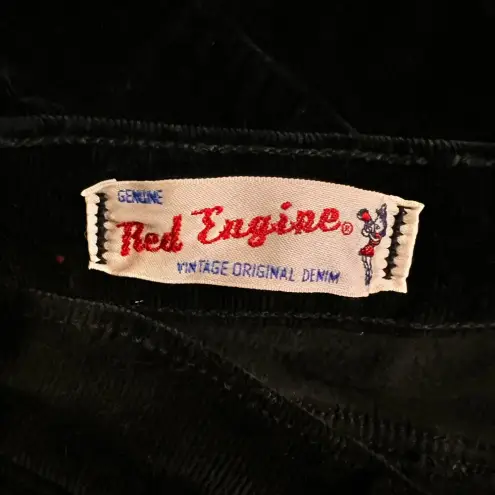 GENUINE
Red Engine®
VINTAGE ORIGINAL DENIM